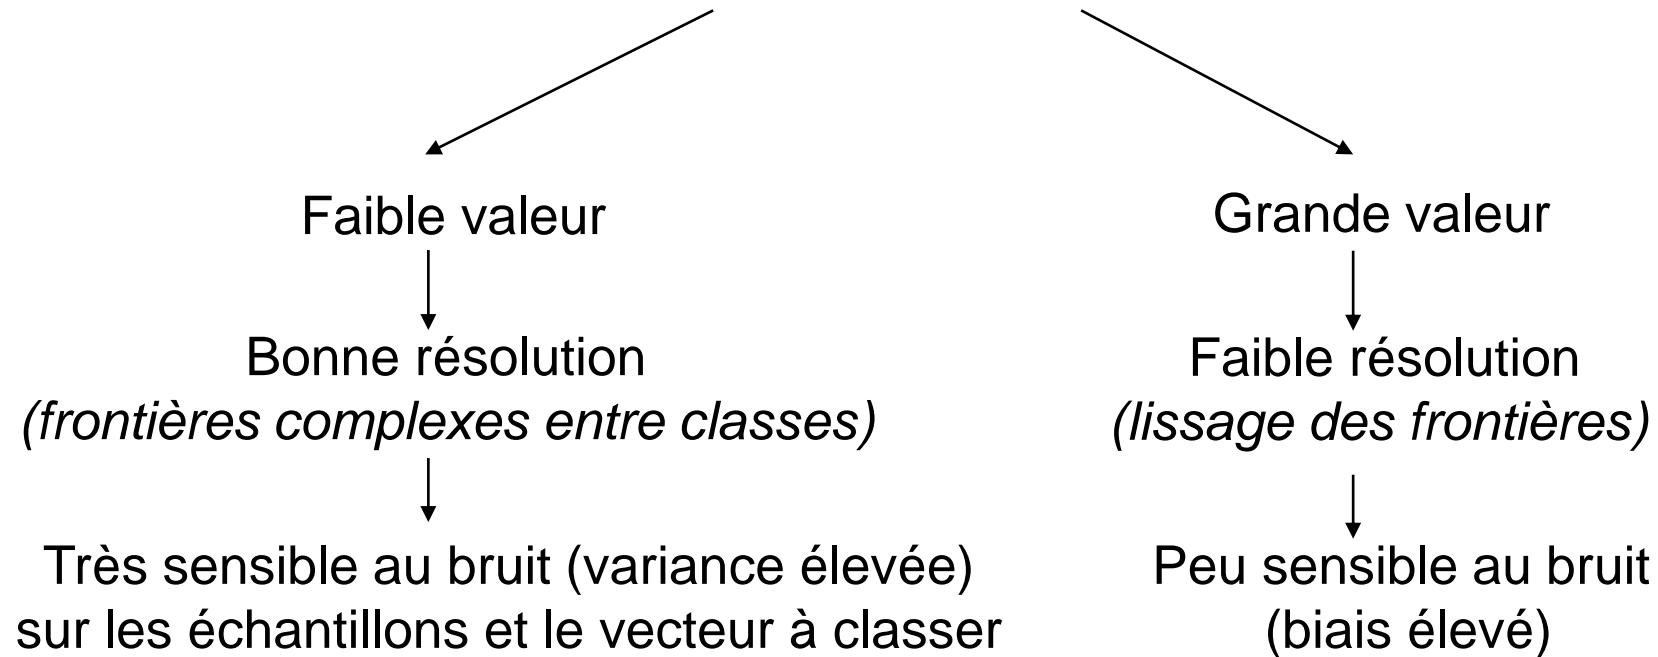 Faible valeur
Bonne résolution
(frontières complexes entre classes)
Très sensible au bruit (variance élevée)
sur les échantillons et le vecteur à classer
Grande valeur
Faible résolution
(lissage des frontières)
Peu sensible au bruit
(biais élevé)